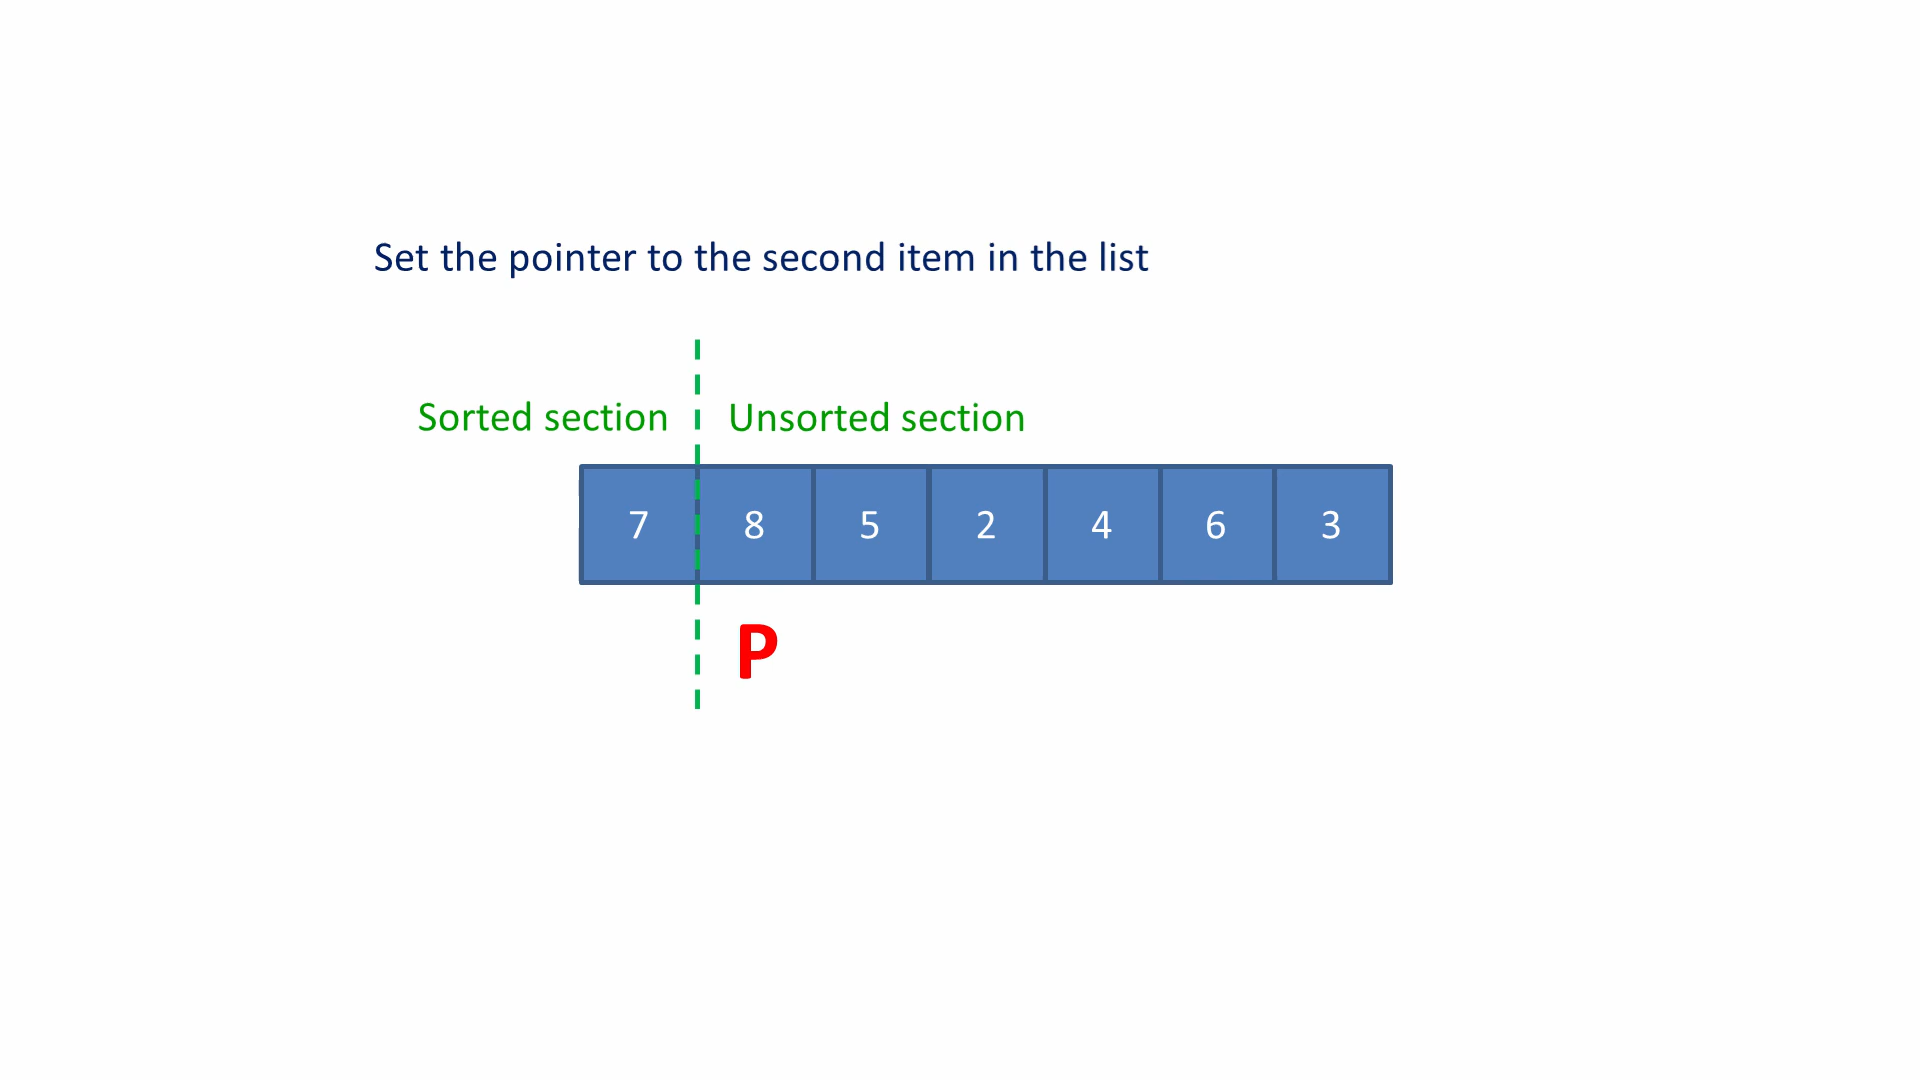 Set the pointer to the second item in the list
Sorted section Unsorted section
7 8 5 2 4 6 3
P